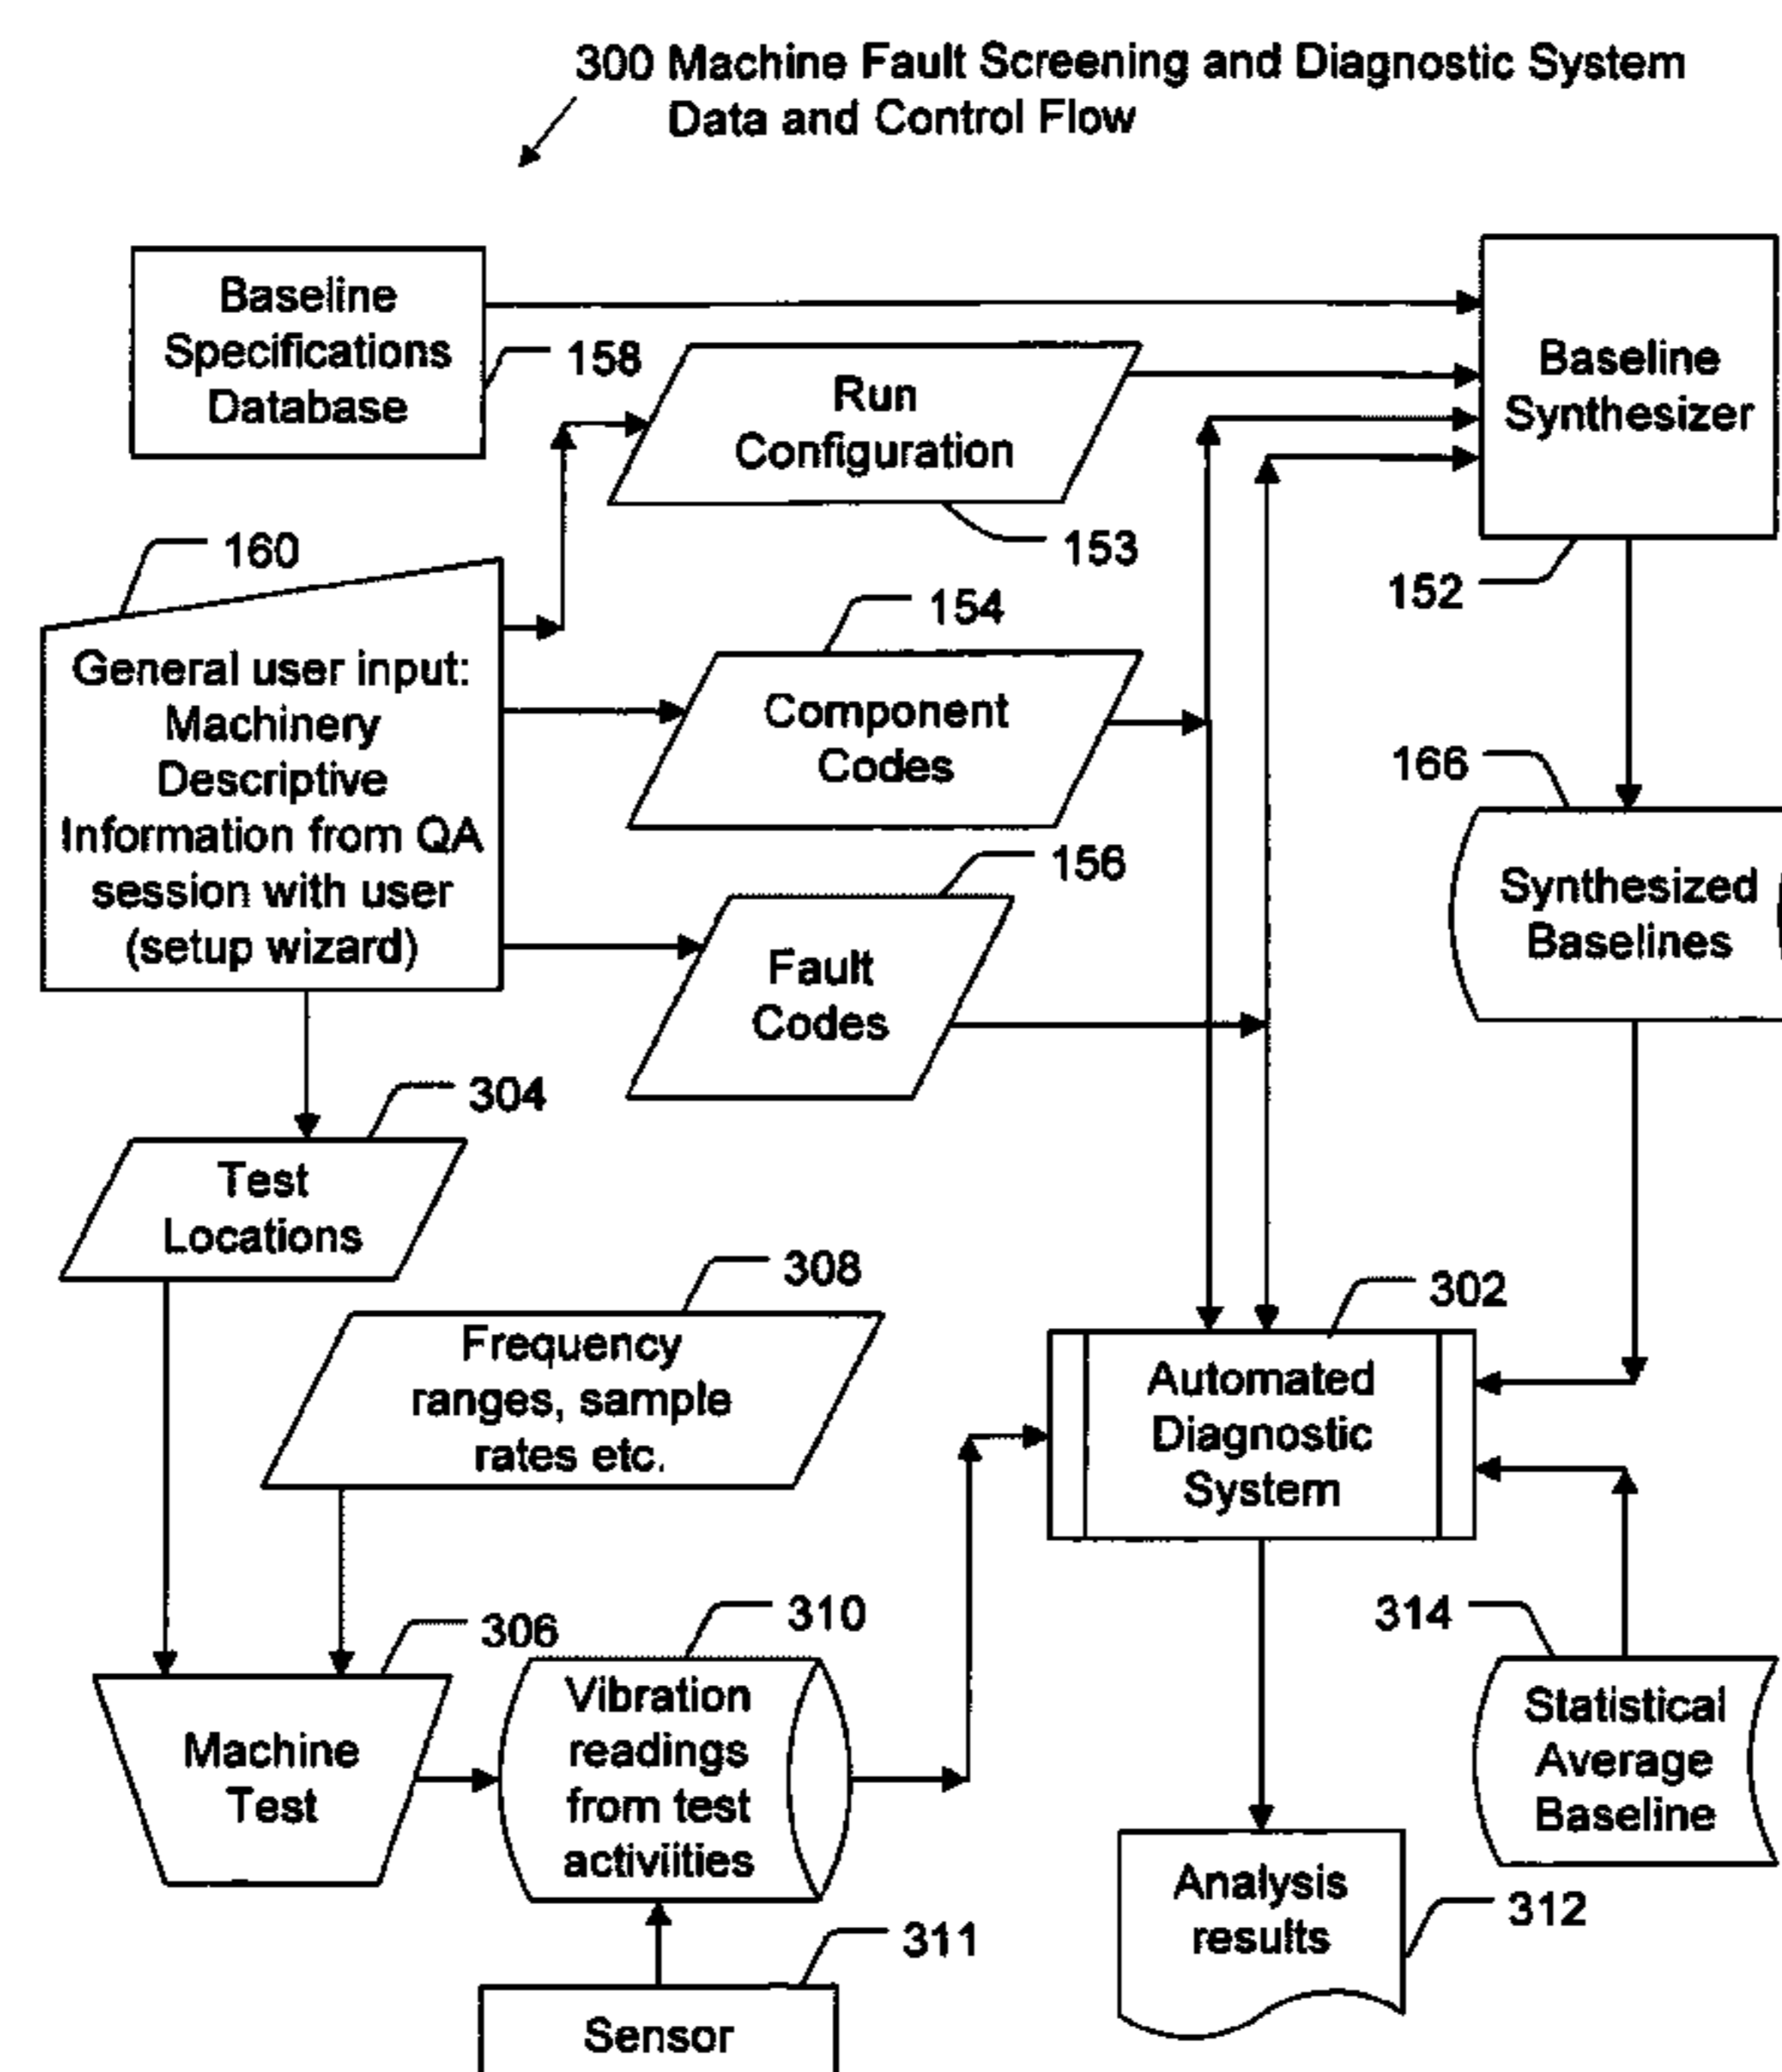 300 Machine Fault Screening and Diagnostic System
Data and Control Flow
Baseline
Specifications
Database
158
Run
Configuration
153
Baseline
Synthesizer
152
160
General user input:
Machinery
Descriptive
Information from QA
session with user
(setup wizard)
154
Component
Codes
156
Fault
Codes
166
Synthesized
Baselines
304
Test
Locations
308
Frequency
ranges, sample
rates etc.
302
Automated
Diagnostic
System
306
Machine
Test
310
Vibration
readings
from test
activiities
314
Statistical
Average
Baseline
311
Sensor
Analysis
results
312